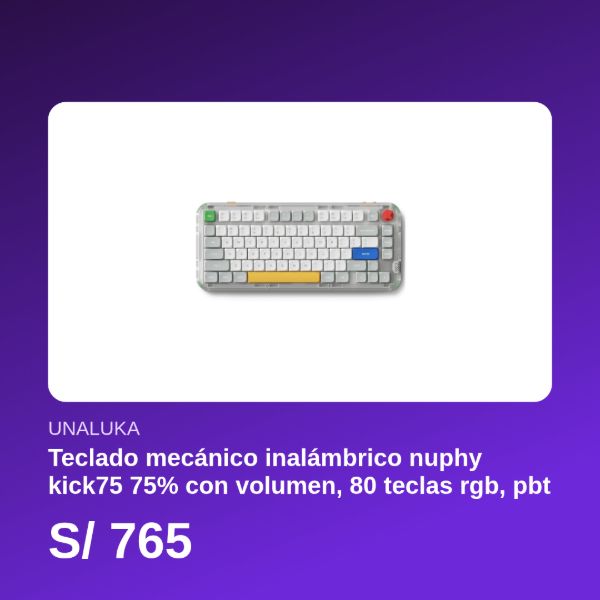 UNALUKA
Teclado mecánico inalámbrico nuphy
kick75 75% con volumen, 80 teclas rgb, pbt
S/ 765